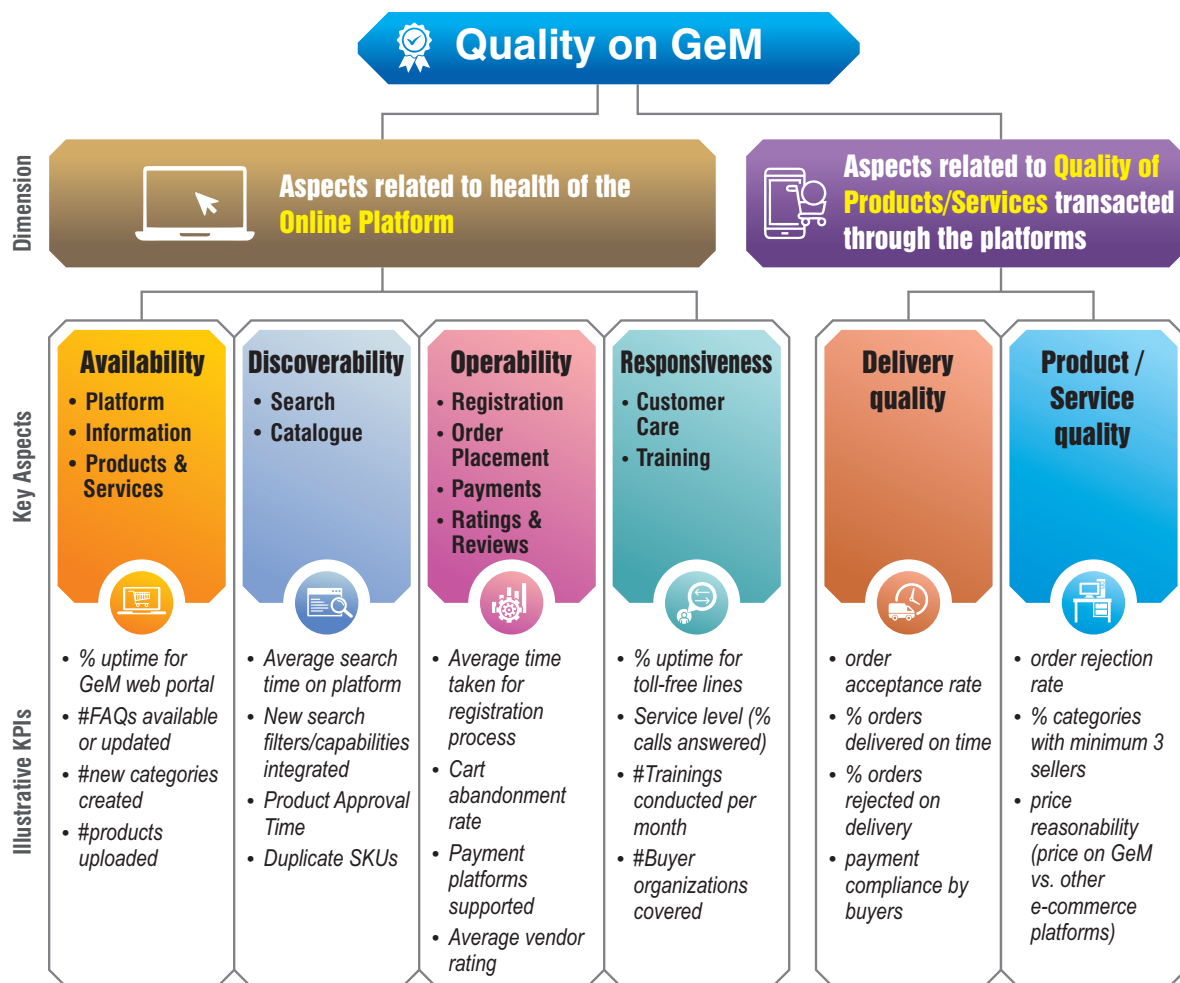 Quality on GeM
Dimension
Aspects related to health of the
Online Platform
Aspects related to Quality of
Products/Services transacted
through the platforms
Key Aspects
Availability
• Platform
• Information
• Products &
Services
Discoverability
• Search
• Catalogue
Operability
• Registration
• Order
Placement
• Payments
• Ratings &
Reviews
Responsiveness
• Customer
Care
• Training
Delivery
quality
Product /
Service
quality
Illustrative KPIs
• % uptime for
GeM web portal
• #FAQs available
or updated
• #new categories
created
• #products
uploaded
• Average search
time on platform
• New search
filters/capabilities
integrated
• Product Approval
Time
• Duplicate SKUs
• Average time
taken for
registration
process
• Cart
abandonment
rate
• Payment
platforms
supported
• Average vendor
rating
• % uptime for
toll-free lines
• Service level (%
calls answered)
• #Trainings
conducted per
month
• #Buyer
organizations
covered
• order
acceptance rate
• % orders
delivered on time
• % orders
rejected on
delivery
• payment
compliance by
buyers
• order rejection
rate
• % categories
with minimum 3
sellers
• price
reasonability
(price on GeM
vs. other
e-commerce
platforms)